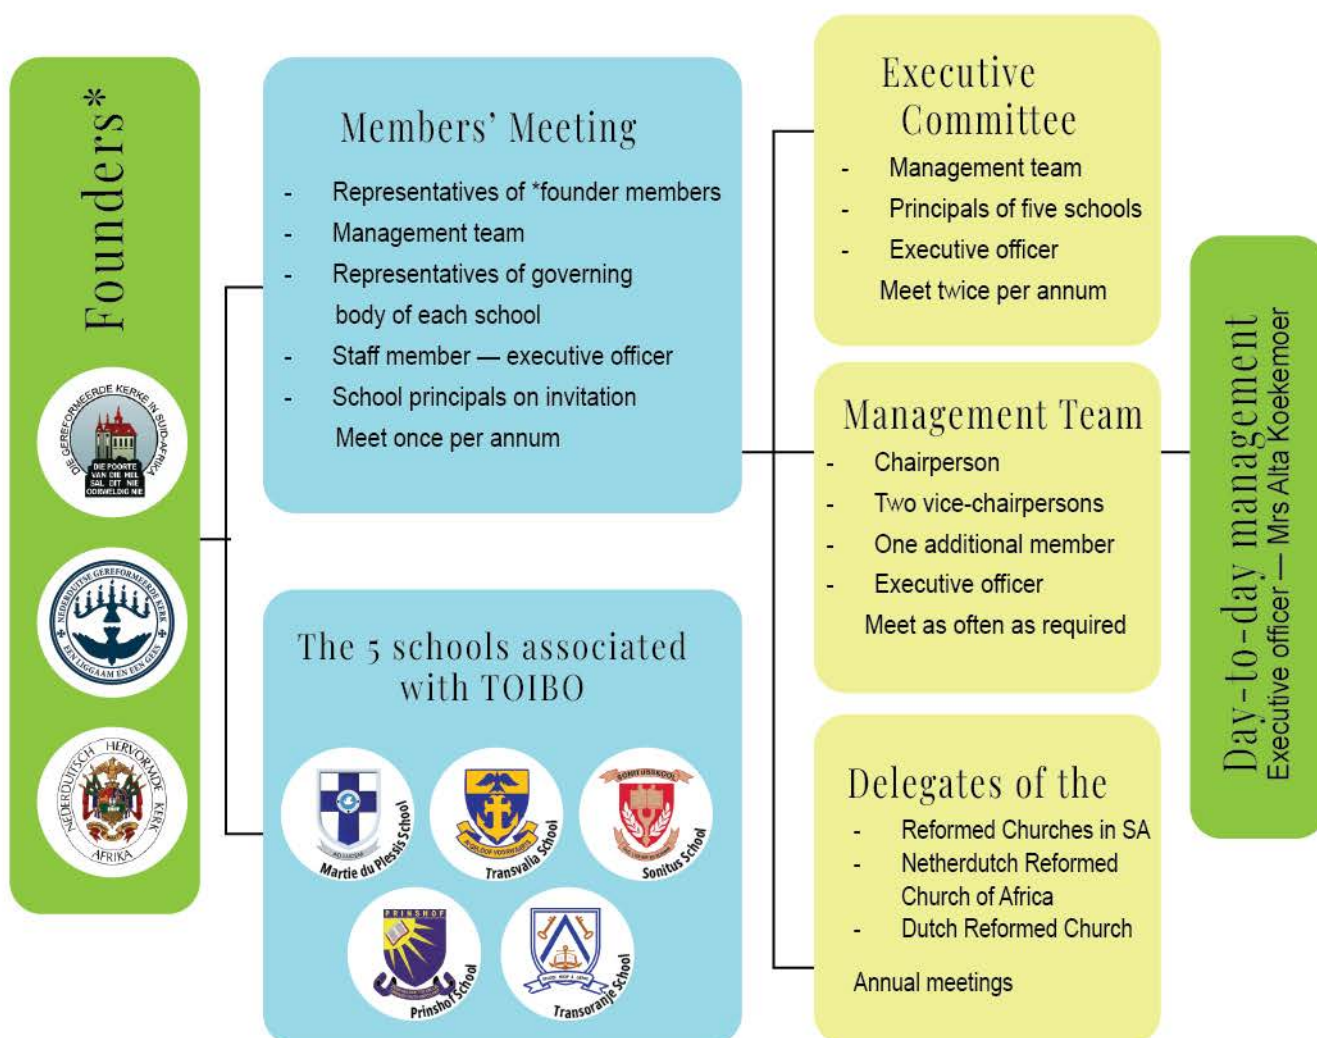 Founders*
DIE GEREFORMEERDE KERKE IN SUID-AFRIKA
DIE POORTE
VAN DIE HEL
SAL DIT NIE
OORWELDIG NIE
NEDERDUITSE GEREFORMEERDE KERK
EEN LIGGAAM EN EEN GEES
NEDERDUITSCH HERVORMDE KERK
AFRIKA
Members' Meeting
- Representatives of *founder members
- Management team
- Representatives of governing
body of each school
- Staff member — executive officer
- School principals on invitation
Meet once per annum
The 5 schools associated
with TOIBO
Martie du Plessis School
Transvalia School
SONITUSSKOOL
Sonitus School
PRINSHOF
Prinshof School
Transoranje School
Executive
Committee
- Management team
- Principals of five schools
- Executive officer
Meet twice per annum
Management Team
- Chairperson
- Two vice-chairpersons
- One additional member
- Executive officer
Meet as often as required
Delegates of the
- Reformed Churches in SA
- Netherdutch Reformed
Church of Africa
- Dutch Reformed Church
Annual meetings
Day-to-day management
Executive officer — Mrs Alta Koekemoer